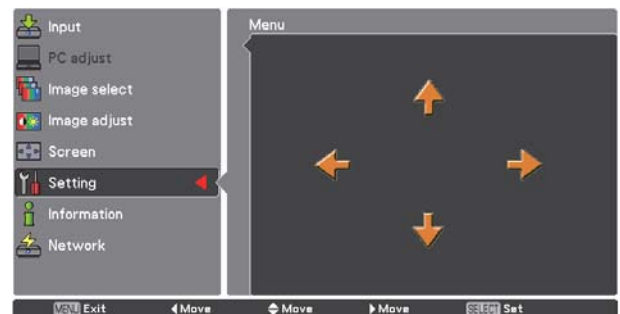 Input
PC adjust
Image select
Image adjust
Screen
Setting
Information
Network
Menu
MENU Exit ◀Move ◆Move ▶Move SELECT Set